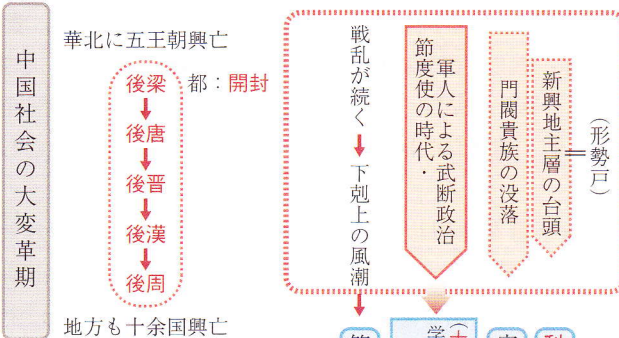 中国社会の大変革期
華北に五王朝興亡
後梁
都：開封
後唐
後晋
後漢
後周
地方も十余国興亡
（形勢戸）
新興地主層の台頭
門閥貴族の没落
軍人による武断政治
節度使の時代・
戦乱が続く
下剋上の風潮